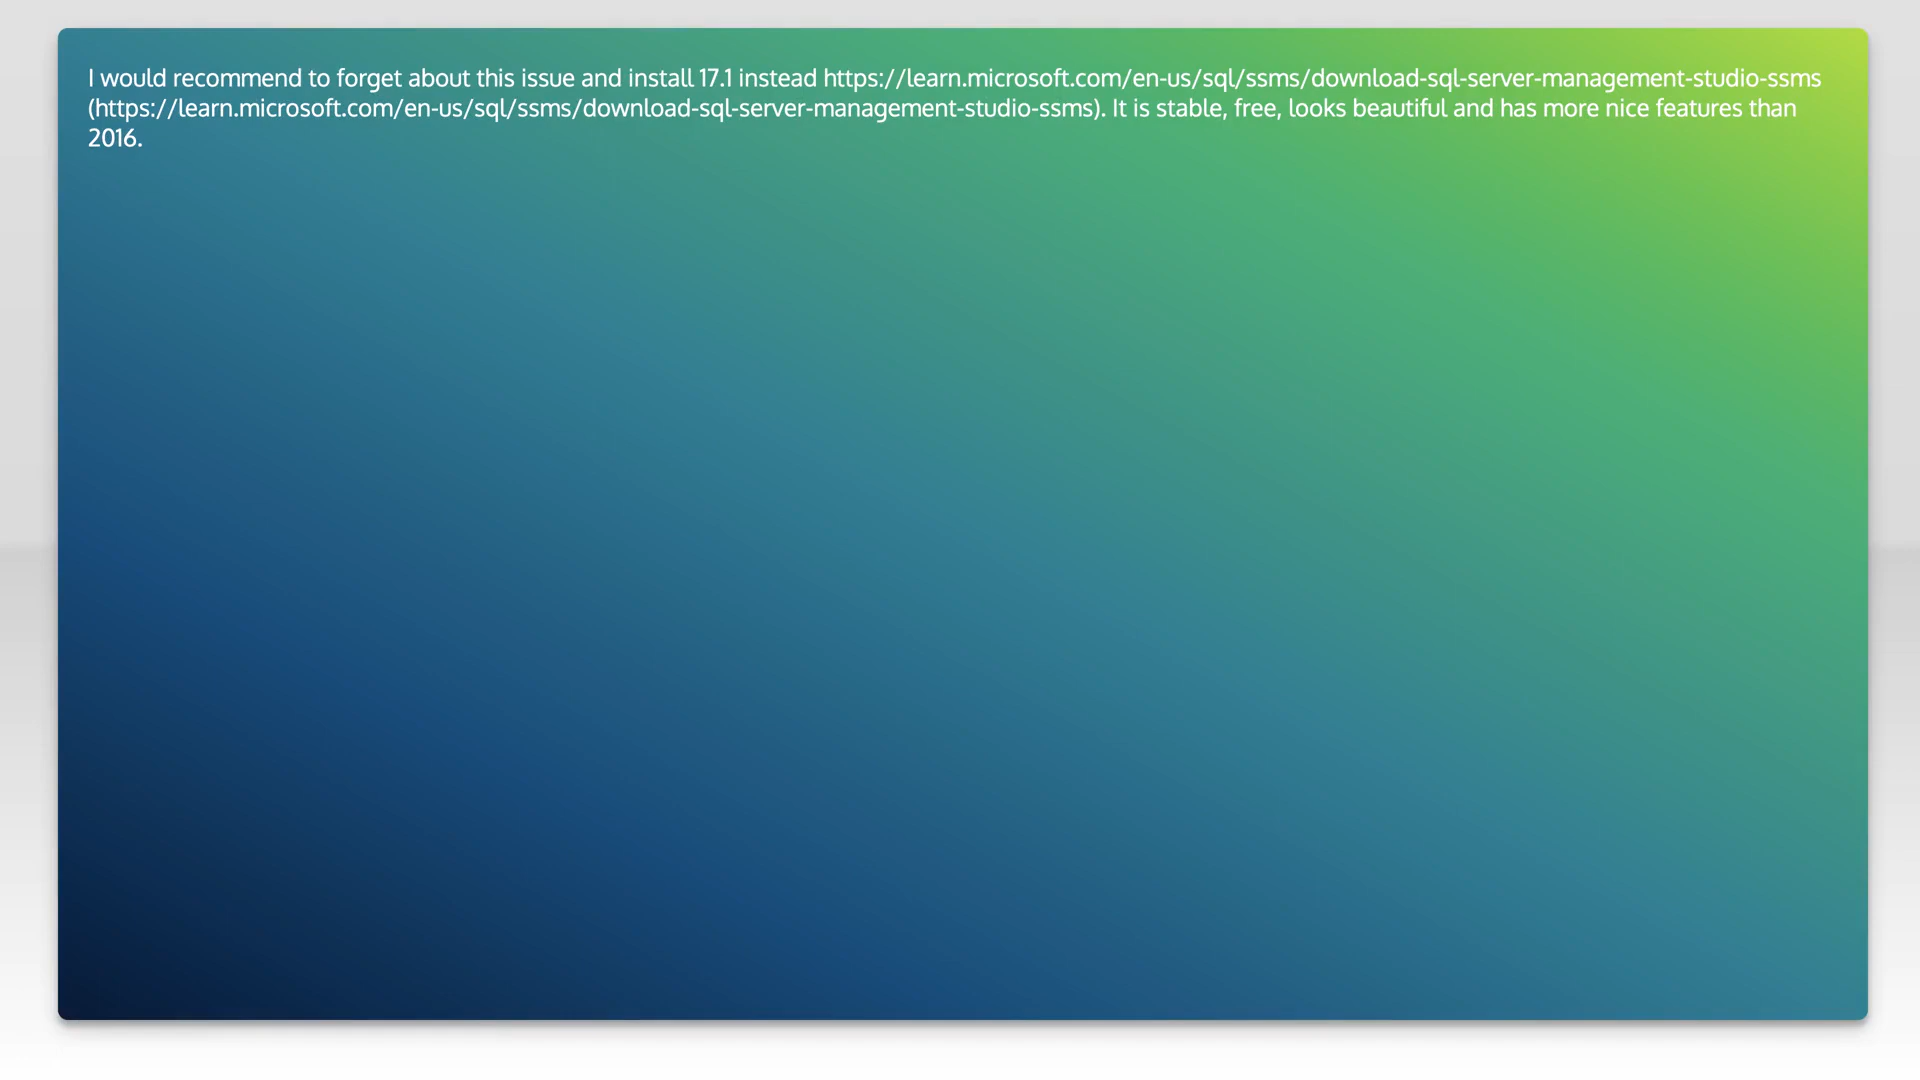 I would recommend to forget about this issue and install 17.1 instead https://learn.microsoft.com/en-us/sql/ssms/download-sql-server-management-studio-ssms
(https://learn.microsoft.com/en-us/sql/ssms/download-sql-server-management-studio-ssms). It is stable, free, looks beautiful and has more nice features than
2016.